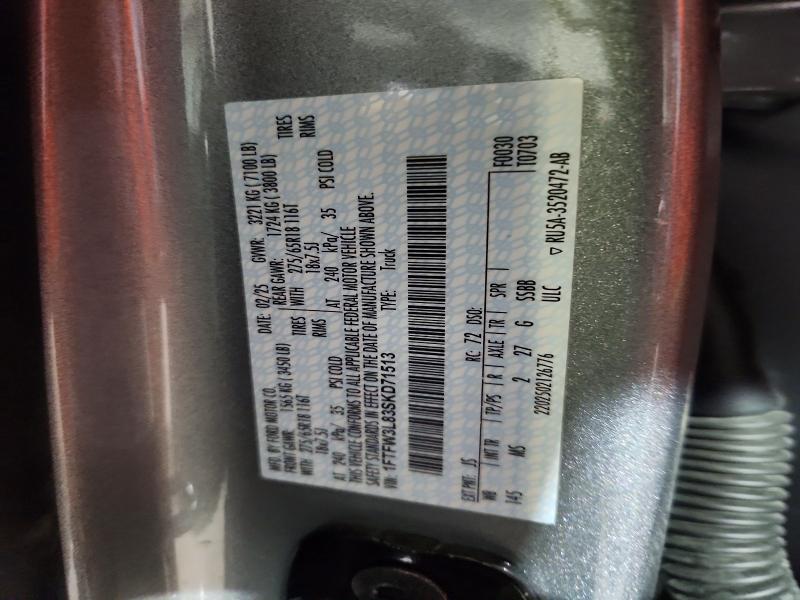 MFD. BY FORD MOTOR CO.
DATE: 02/25 GVWR: 3221 KG ( 7100 LB)
FRONT GAWR: 1565 KG ( 3450 LB) REAR GAWR: 1724 KG ( 3800 LB)
WITH 275/65R18 116T TIRES WITH 275/65R18 116T TIRES
18x7.5J RIMS 18x7.5J RIMS
AT 240 kPa/ 35 PSI COLD AT 240 kPa/ 35 PSI COLD
THIS VEHICLE CONFORMS TO ALL APPLICABLE FEDERAL MOTOR VEHICLE
SAFETY STANDARDS IN EFFECT ON THE DATE OF MANUFACTURE SHOWN ABOVE.
VIN: 1FTFW3L83SKD71513 TYPE: Truck
F0030
T0703
EXT PNT: JS RC 72 DSO:
WB INT TR TP/PS R AXLE TR SPR
145 MS 2 27 G SSBB
2202502126776 ULC
▽ RU5A-3520472-AB